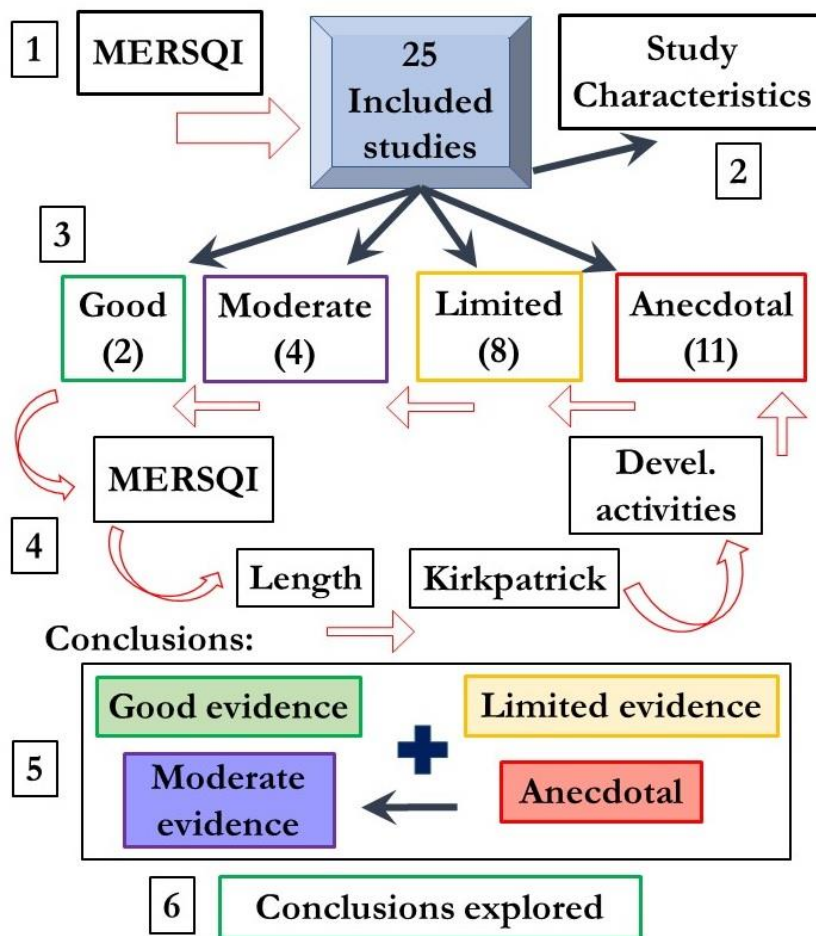 1
MERSQI
25
Included
studies
Study
Characteristics
2
3
Good
(2)
Moderate
(4)
Limited
(8)
Anecdotal
(11)
MERSQI
Devel.
activities
4
Length
Kirkpatrick
Conclusions:
Good evidence
Limited evidence
5
Moderate
evidence
Anecdotal
6
Conclusions explored